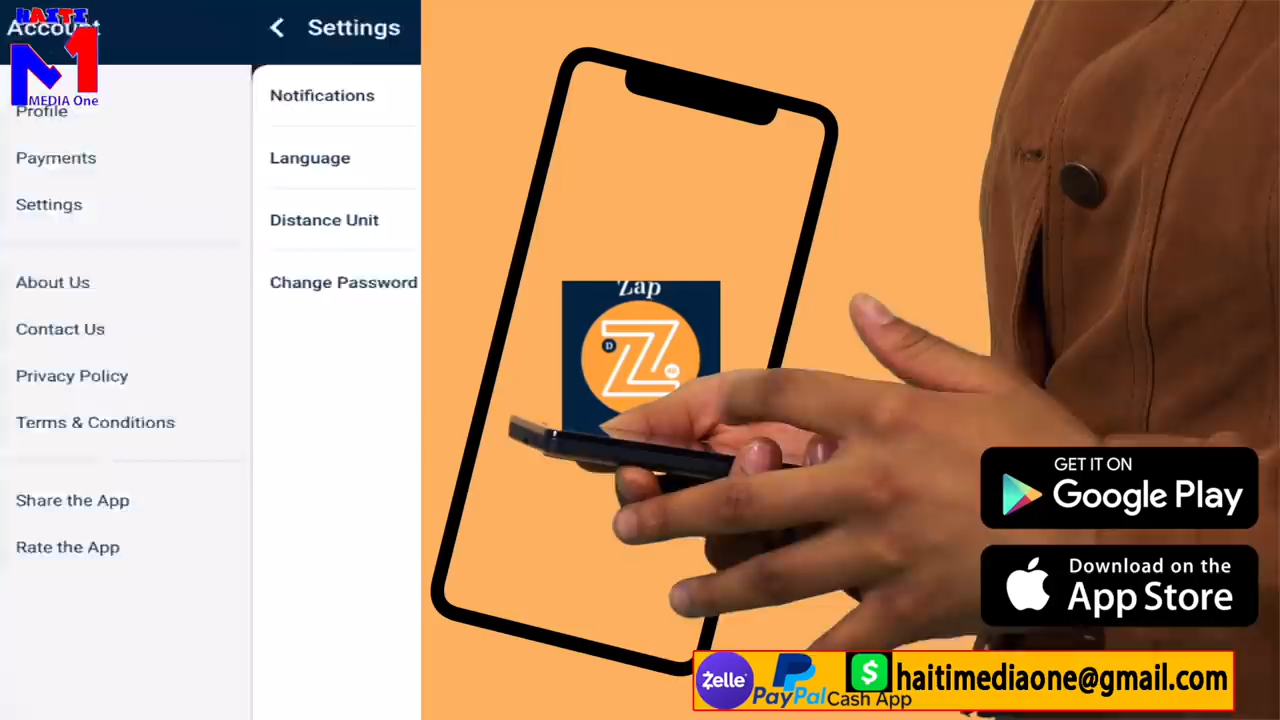 HAITI
M1
MEDIA One
Account
Profile
Payments
Settings
About Us
Contact Us
Privacy Policy
Terms & Conditions
Share the App
Rate the App
Settings
Notifications
Language
Distance Unit
Change Password
Zap
D
Z
GET IT ON
Google Play
Download on the
App Store
Zelle
PayPal
$
Cash App
haitimediaone@gmail.com